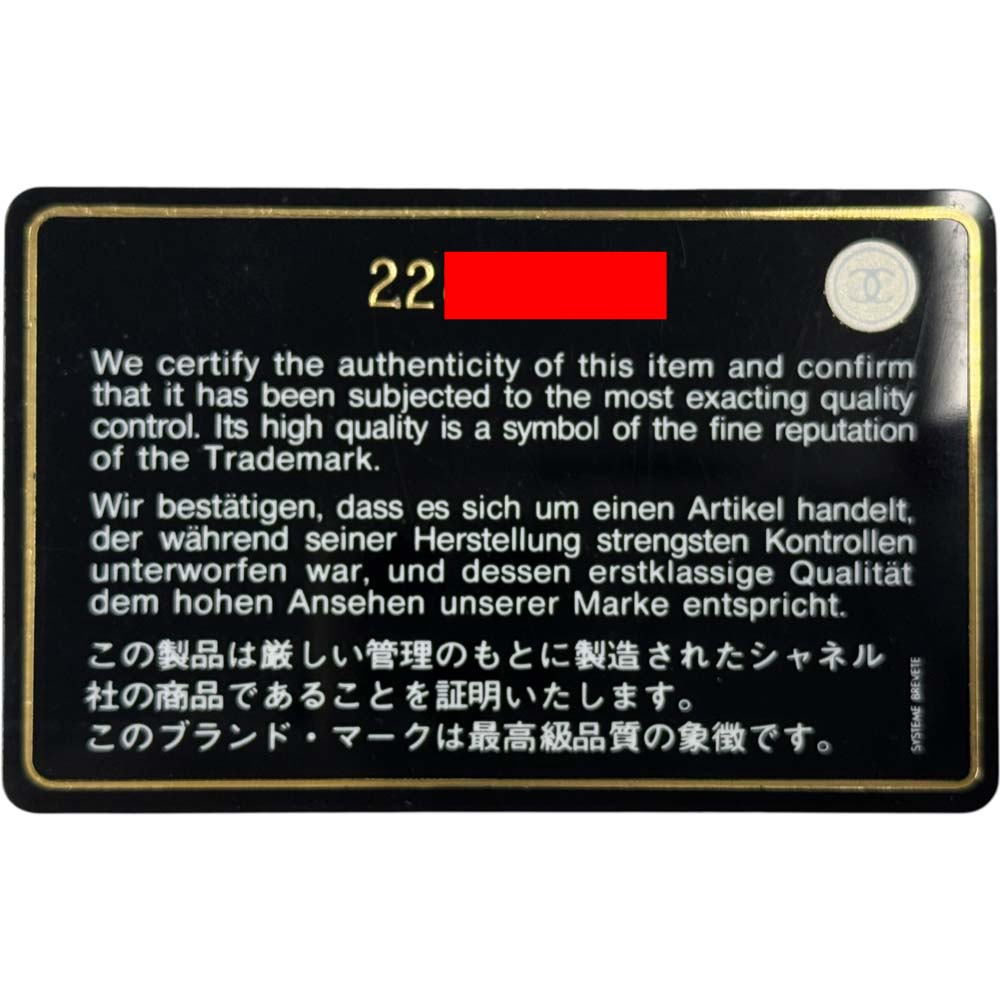 22
We certify the authenticity of this item and confirm
that it has been subjected to the most exacting quality
control. Its high quality is a symbol of the fine reputation
of the Trademark.
Wir bestätigen, dass es sich um einen Artikel handelt,
der während seiner Herstellung strengsten Kontrollen
unterworfen war, und dessen erstklassige Qualität
dem hohen Ansehen unserer Marke entspricht.
この製品は厳しい管理のもとに製造されたシャネル
社の商品であることを証明いたします。
このブランド・マークは最高級品質の象徴です。
SYSTEME BREVETE